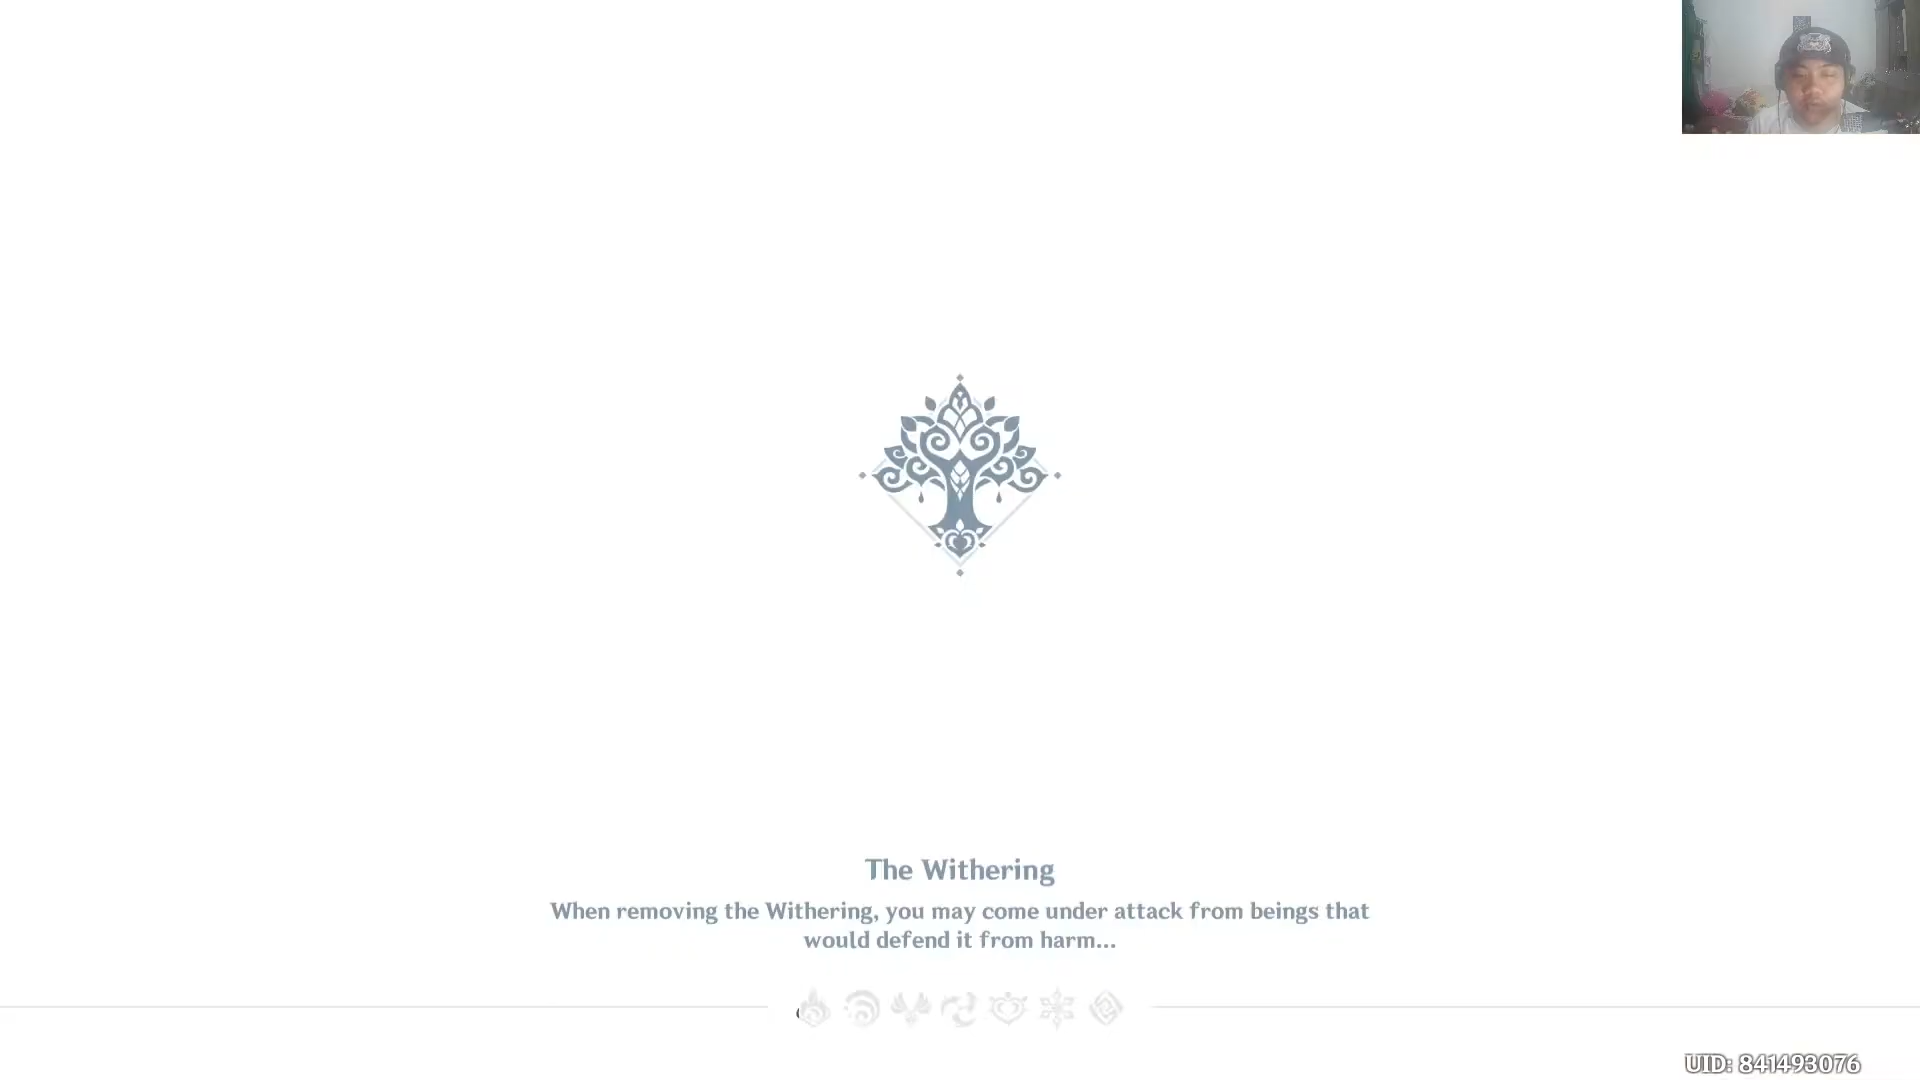 The Withering
When removing the Withering, you may come under attack from beings that
would defend it from harm...
UID: 841493076